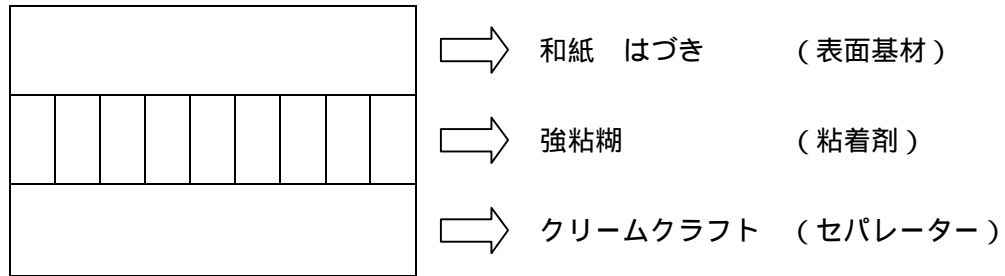 和紙　はづき　（表面基材）
強粘糊　（粘着剤）
クリームクラフト　（セパレーター）